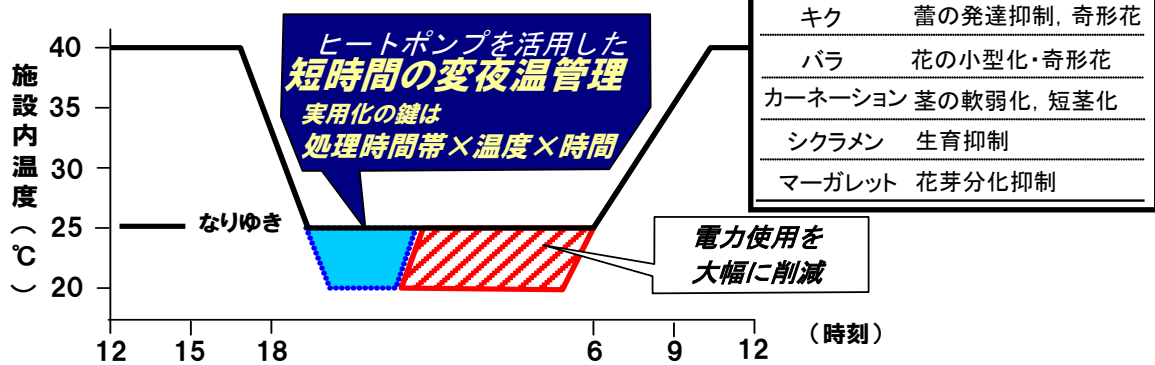 キク 蕾の発達抑制，奇形花
バラ 花の小型化・奇形花
カーネーション 茎の軟弱化，短茎化
シクラメン 生育抑制
マーガレット 花芽分化抑制
ヒートポンプを活用した
短時間の変夜温管理
実用化の鍵は
処理時間帯×温度×時間
施設内温度（℃）
40
35
30
25
20
なりゆき
電力使用を
大幅に削減
12 15 18 6 9 12
（時刻）